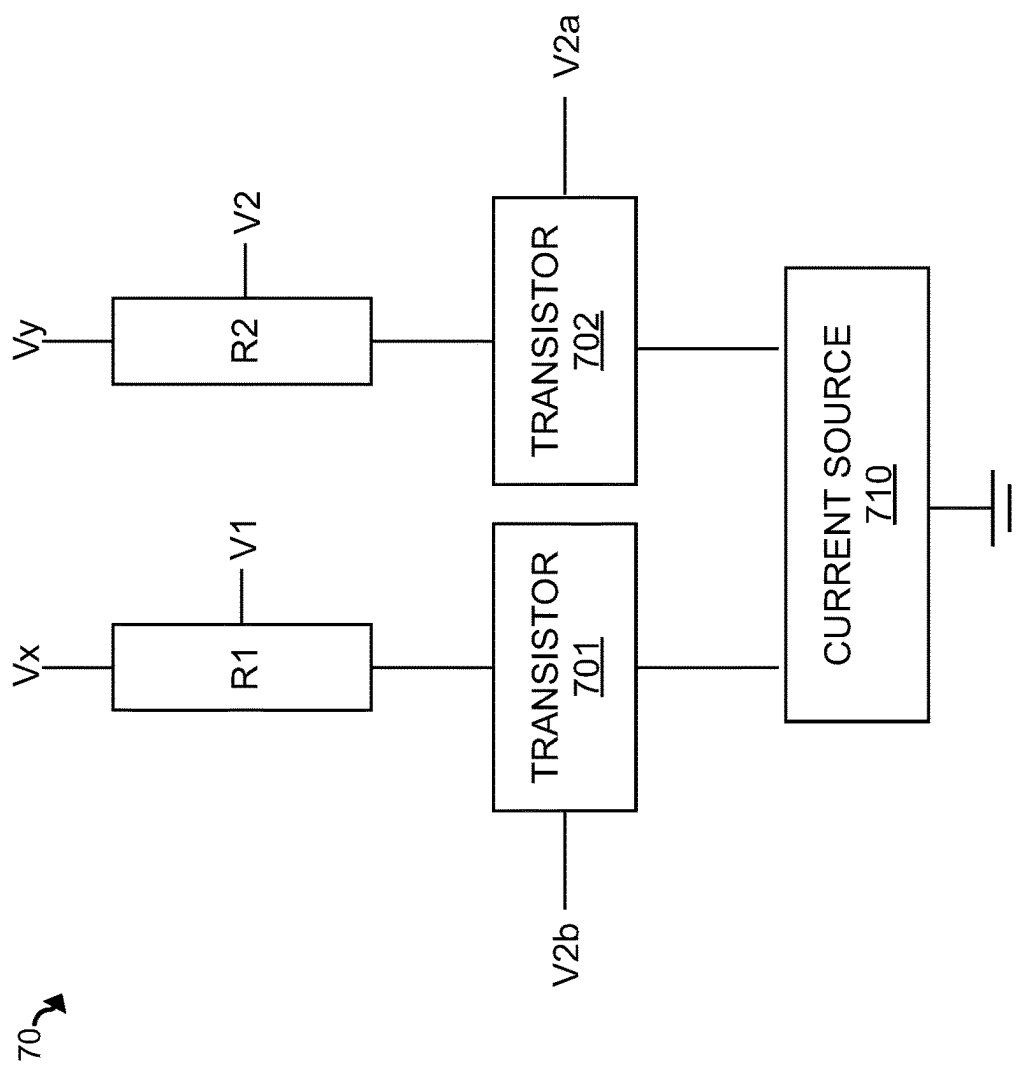 70
Vx
Vy
R1
V1
R2
V2
V2b
TRANSISTOR
701
TRANSISTOR
702
V2a
CURRENT SOURCE
710